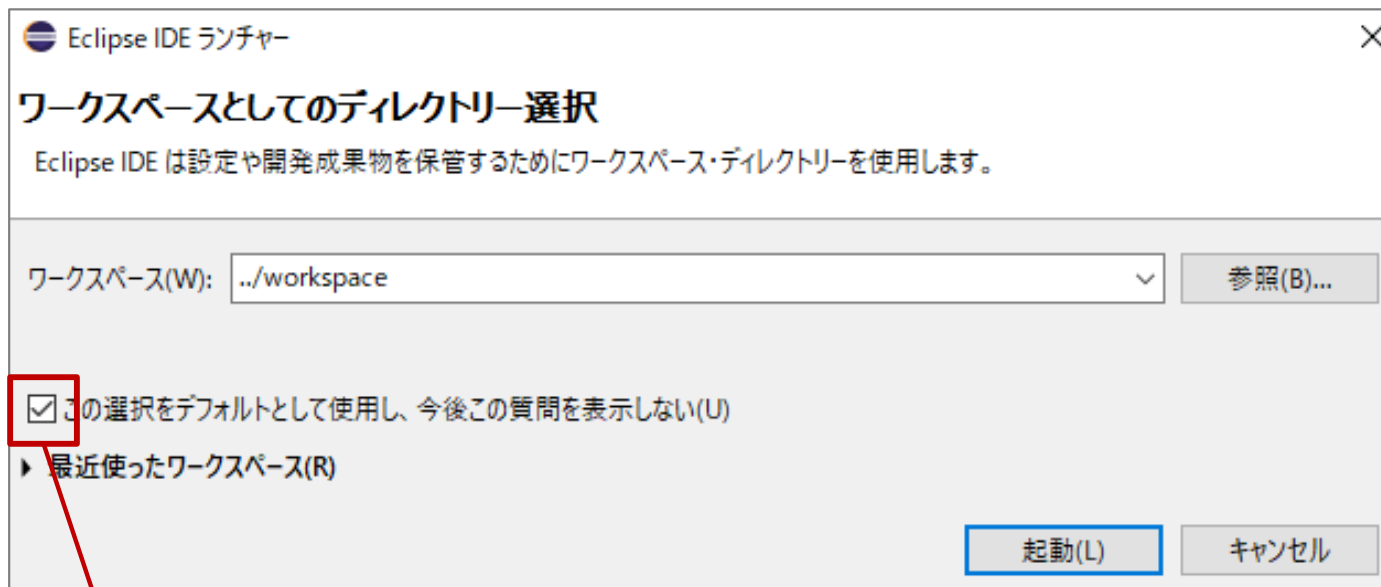 Eclipse IDE ランチャー
ワークスペースとしてのディレクトリー選択
Eclipse IDE は設定や開発成果物を保管するためにワークスペース・ディレクトリーを使用します。
ワークスペース(W): ../workspace 参照(B)...
この選択をデフォルトとして使用し、今後この質問を表示しない(U)
最近使ったワークスペース(R)
起動(L) キャンセル